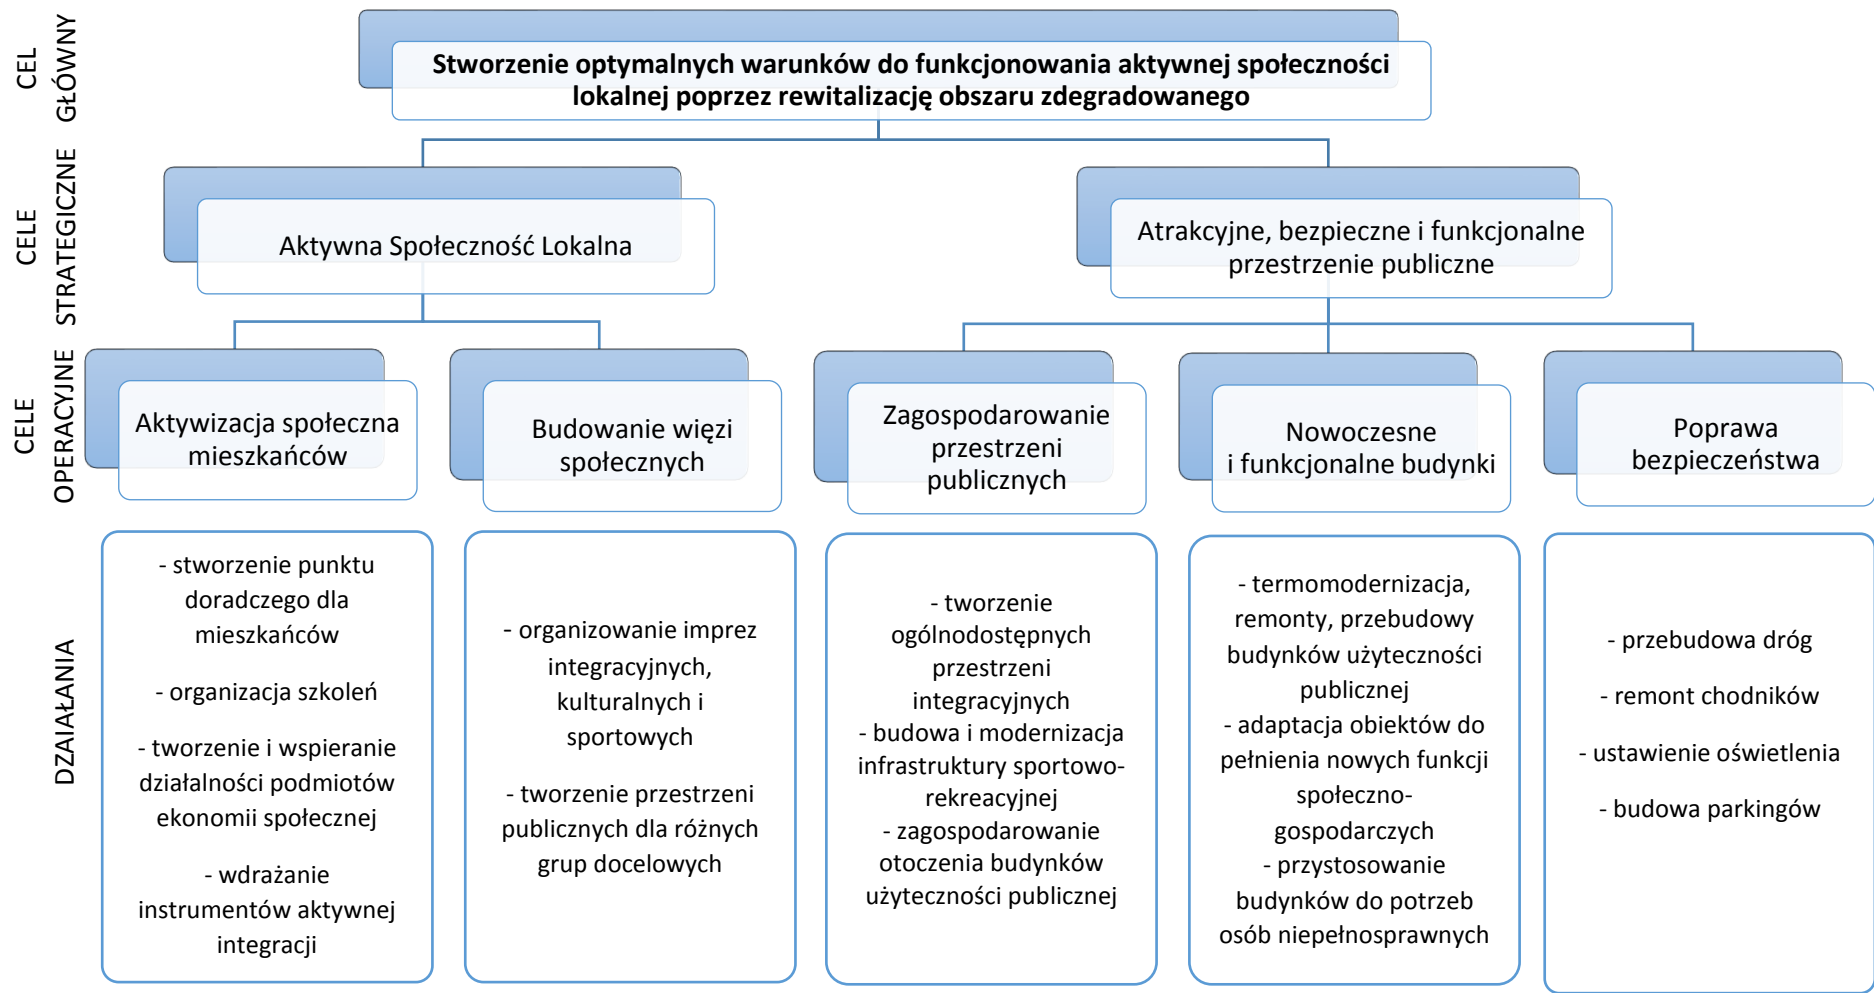 CEL
GŁÓWNY
Stworzenie optymalnych warunków do funkcjonowania aktywnej społeczności
lokalnej poprzez rewitalizację obszaru zdegradowanego
CELE
STRATEGICZNE
Aktywna Społeczność Lokalna
Atrakcyjne, bezpieczne i funkcjonalne
przestrzenie publiczne
CELE
OPERACYJNE
Aktywizacja społeczna
mieszkańców
Budowanie więzi
społecznych
Zagospodarowanie
przestrzeni
publicznych
Nowoczesne
i funkcjonalne budynki
Poprawa
bezpieczeństwa
DZAIAŁANIA
- stworzenie punktu
doradczego dla
mieszkańców
- organizacja szkoleń
- tworzenie i wspieranie
działalności podmiotów
ekonomii społecznej
- wdrażanie
instrumentów aktywnej
integracji
- organizowanie imprez
integracyjnych,
kulturalnych i
sportowych
- tworzenie przestrzeni
publicznych dla różnych
grup docelowych
- tworzenie
ogólnodostępnych
przestrzeni
integracyjnych
- budowa i modernizacja
infrastruktury sportowo-
rekreacyjnej
- zagospodarowanie
otoczenia budynków
użyteczności publicznej
- termomodernizacja,
remonty, przebudowy
budynków użyteczności
publicznej
- adaptacja obiektów do
pełnienia nowych funkcji
społeczno-
gospodarczych
- przystosowanie
budynków do potrzeb
osób niepełnosprawnych
- przebudowa dróg
- remont chodników
- ustawienie oświetlenia
- budowa parkingów